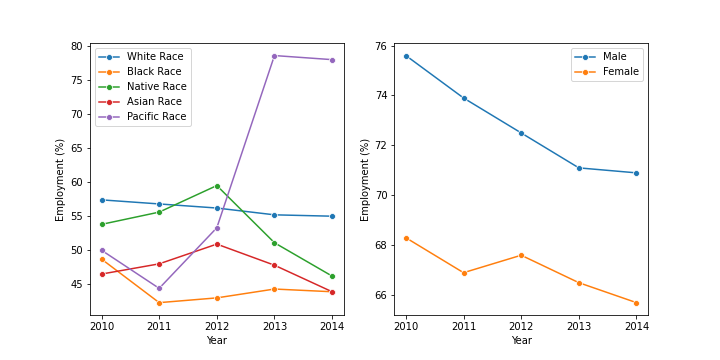 80
75
70
65
60
55
50
45
Employment (%)
White Race
Black Race
Native Race
Asian Race
Pacific Race
2010 2011 2012 2013 2014
Year
76
74
72
70
68
66
Employment (%)
Male
Female
2010 2011 2012 2013 2014
Year